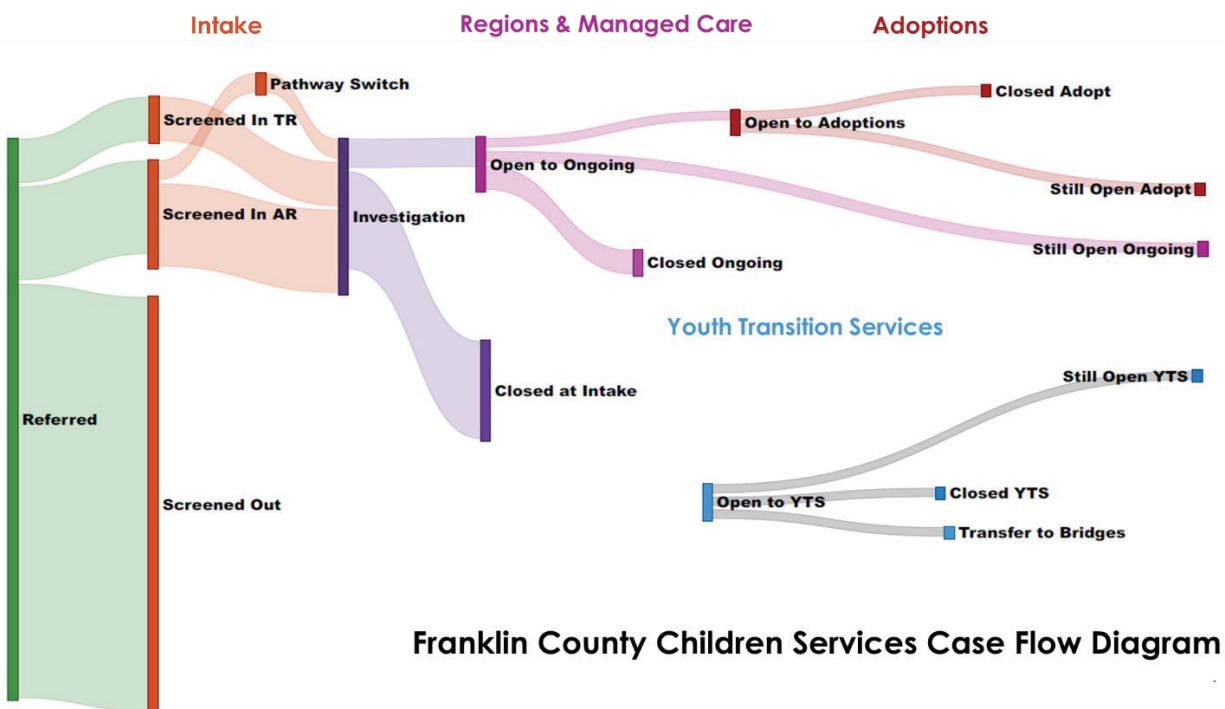 Intake
Regions & Managed Care
Adoptions
Pathway Switch
Closed Adopt
Screened In TR
Open to Adoptions
Open to Ongoing
Still Open Adopt
Screened In AR
Investigation
Still Open Ongoing
Closed Ongoing
Youth Transition Services
Still Open YTS
Closed at Intake
Referred
Closed YTS
Open to YTS
Screened Out
Transfer to Bridges
Franklin County Children Services Case Flow Diagram